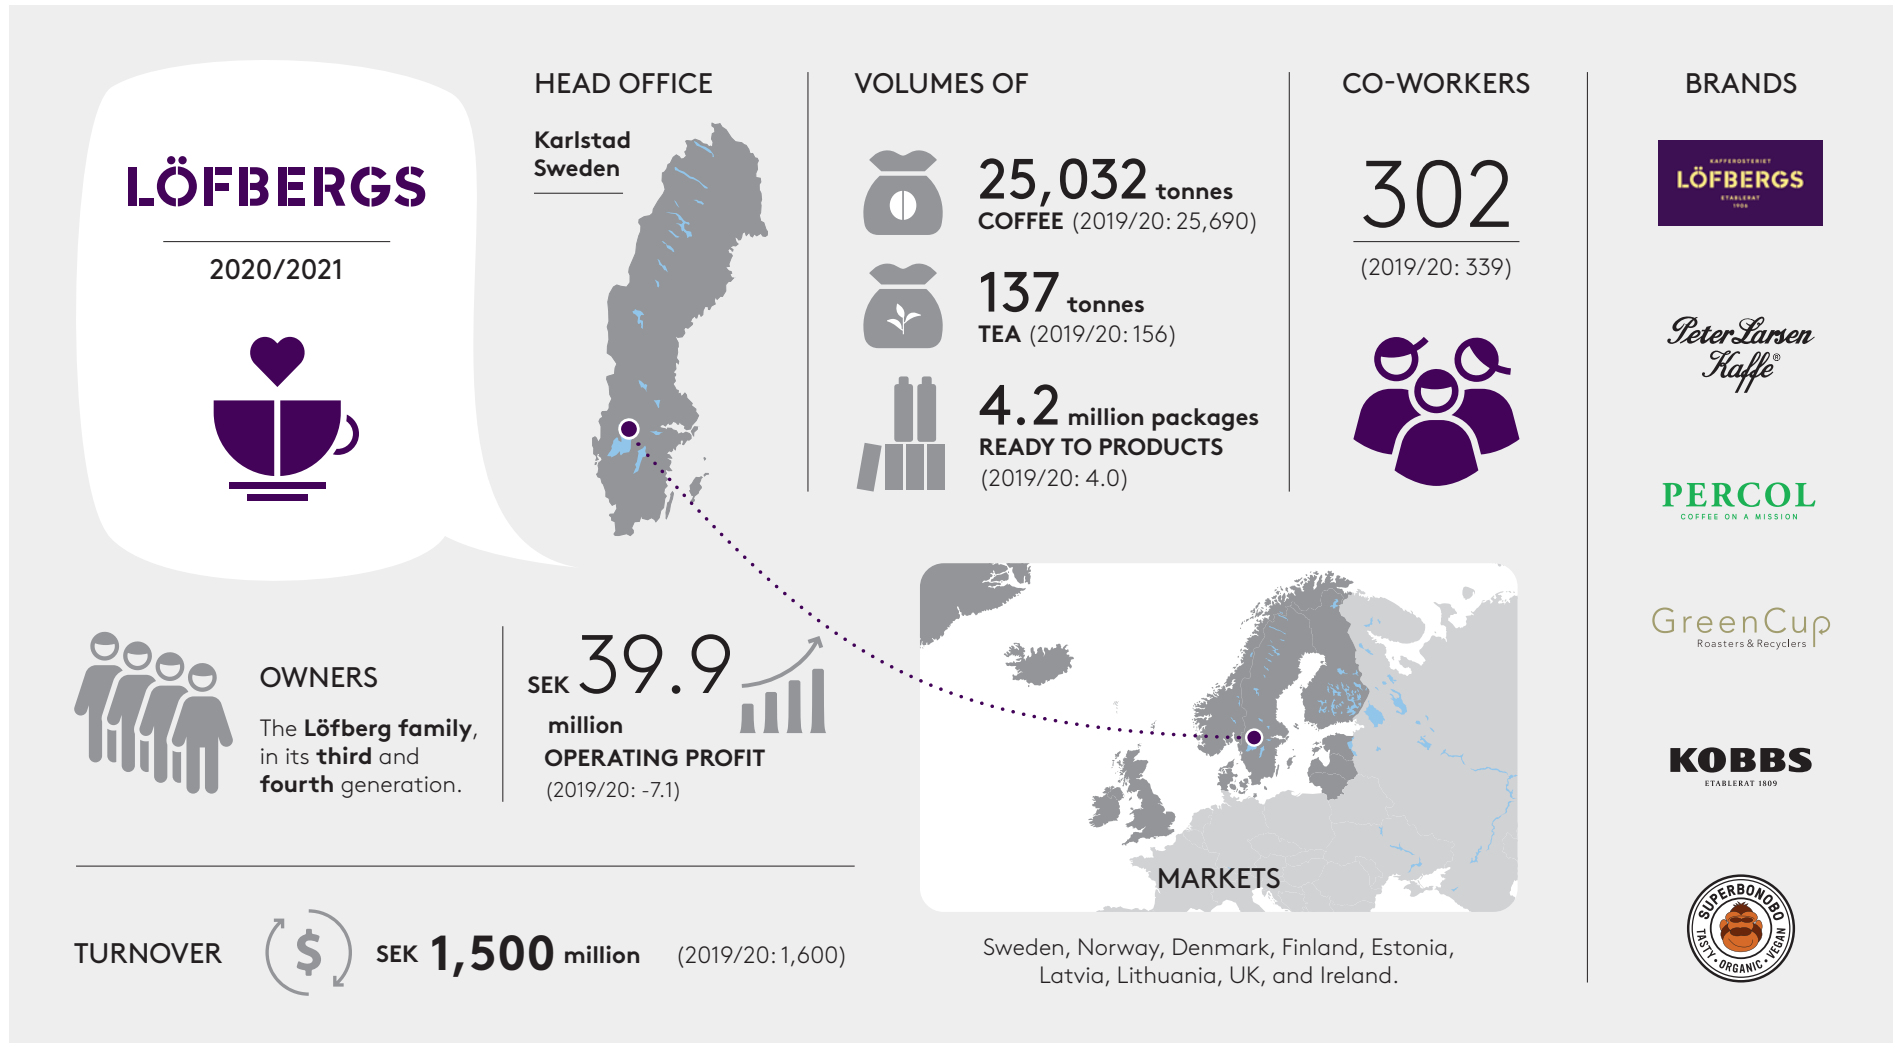 LÖFBERGS
2020/2021
HEAD OFFICE
Karlstad
Sweden
VOLUMES OF
25,032 tonnes
COFFEE (2019/20: 25,690)
137 tonnes
TEA (2019/20: 156)
4.2 million packages
READY TO PRODUCTS
(2019/20: 4.0)
CO-WORKERS
302
(2019/20: 339)
BRANDS
KAFFEROSTERIET
LÖFBERGS
ETABLERAT
1906
Peter Larsen
Kaffe®
PERCOL
COFFEE ON A MISSION
GreenCup
Roasters & Recyclers
KOBBS
ETABLERAT 1809
SUPERBONOBO
TASTY • ORGANIC • VEGAN
OWNERS
The Löfberg family,
in its third and
fourth generation.
SEK 39.9
million
OPERATING PROFIT
(2019/20: -7.1)
TURNOVER
$
SEK 1,500 million (2019/20: 1,600)
MARKETS
Sweden, Norway, Denmark, Finland, Estonia,
Latvia, Lithuania, UK, and Ireland.